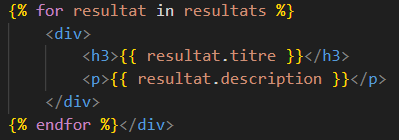 {% for resultat in resultats %}
    <div>
        <h3>{{ resultat.titre }}</h3>
        <p>{{ resultat.description }}</p>
    </div>
{% endfor %}</div>